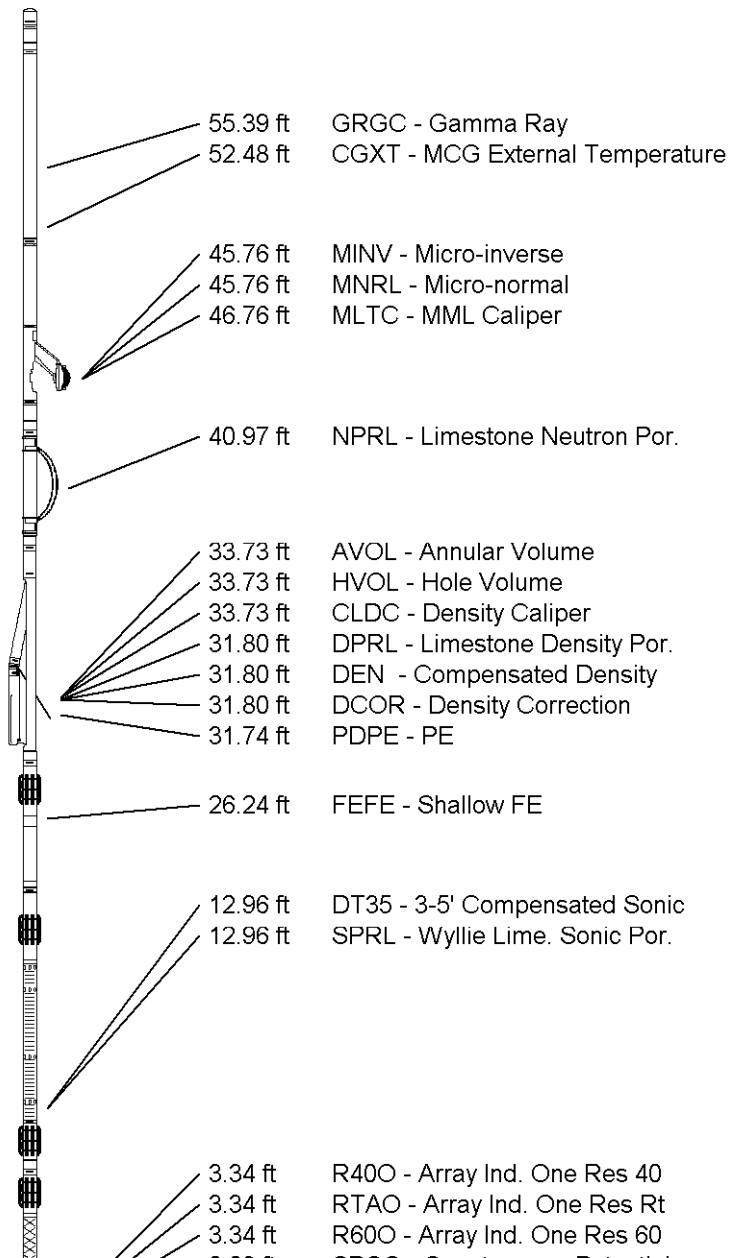 55.39 ft GRGC - Gamma Ray
52.48 ft CGXT - MCG External Temperature
45.76 ft MINV - Micro-inverse
45.76 ft MNRL - Micro-normal
46.76 ft MLTC - MML Caliper
40.97 ft NPRL - Limestone Neutron Por.
33.73 ft AVOL - Annular Volume
33.73 ft HVOL - Hole Volume
33.73 ft CLDC - Density Caliper
31.80 ft DPRL - Limestone Density Por.
31.80 ft DEN - Compensated Density
31.80 ft DCOR - Density Correction
31.74 ft PDPE - PE
26.24 ft FEFE - Shallow FE
12.96 ft DT35 - 3-5' Compensated Sonic
12.96 ft SPRL - Wyllie Lime. Sonic Por.
3.34 ft R40O - Array Ind. One Res 40
3.34 ft RTAO - Array Ind. One Res Rt
3.34 ft R60O - Array Ind. One Res 60